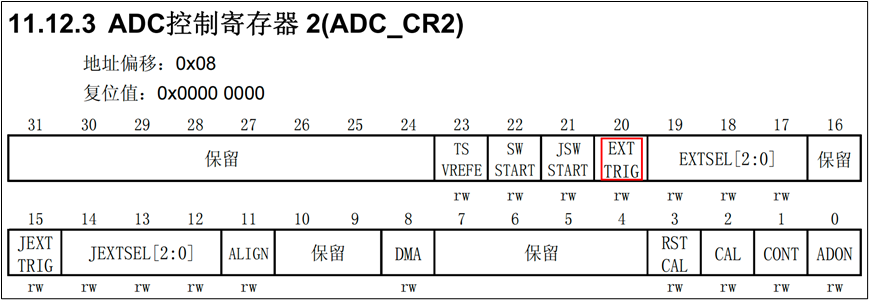 11.12.3 ADC控制寄存器 2(ADC_CR2)
地址偏移：0x08
复位值：0x0000 0000
31 30 29 28 27 26 25 24 23 22 21 20 19 18 17 16
保留 TS VREFE SW START JSW START EXT TRIG EXTSEL[2:0] 保留
rw rw rw rw rw rw rw
15 14 13 12 11 10 9 8 7 6 5 4 3 2 1 0
JEXT TRIG JEXTSEL[2:0] ALIGN 保留 DMA 保留 RST CAL CAL CONT ADON
rw rw rw rw rw rw rw rw rw rw